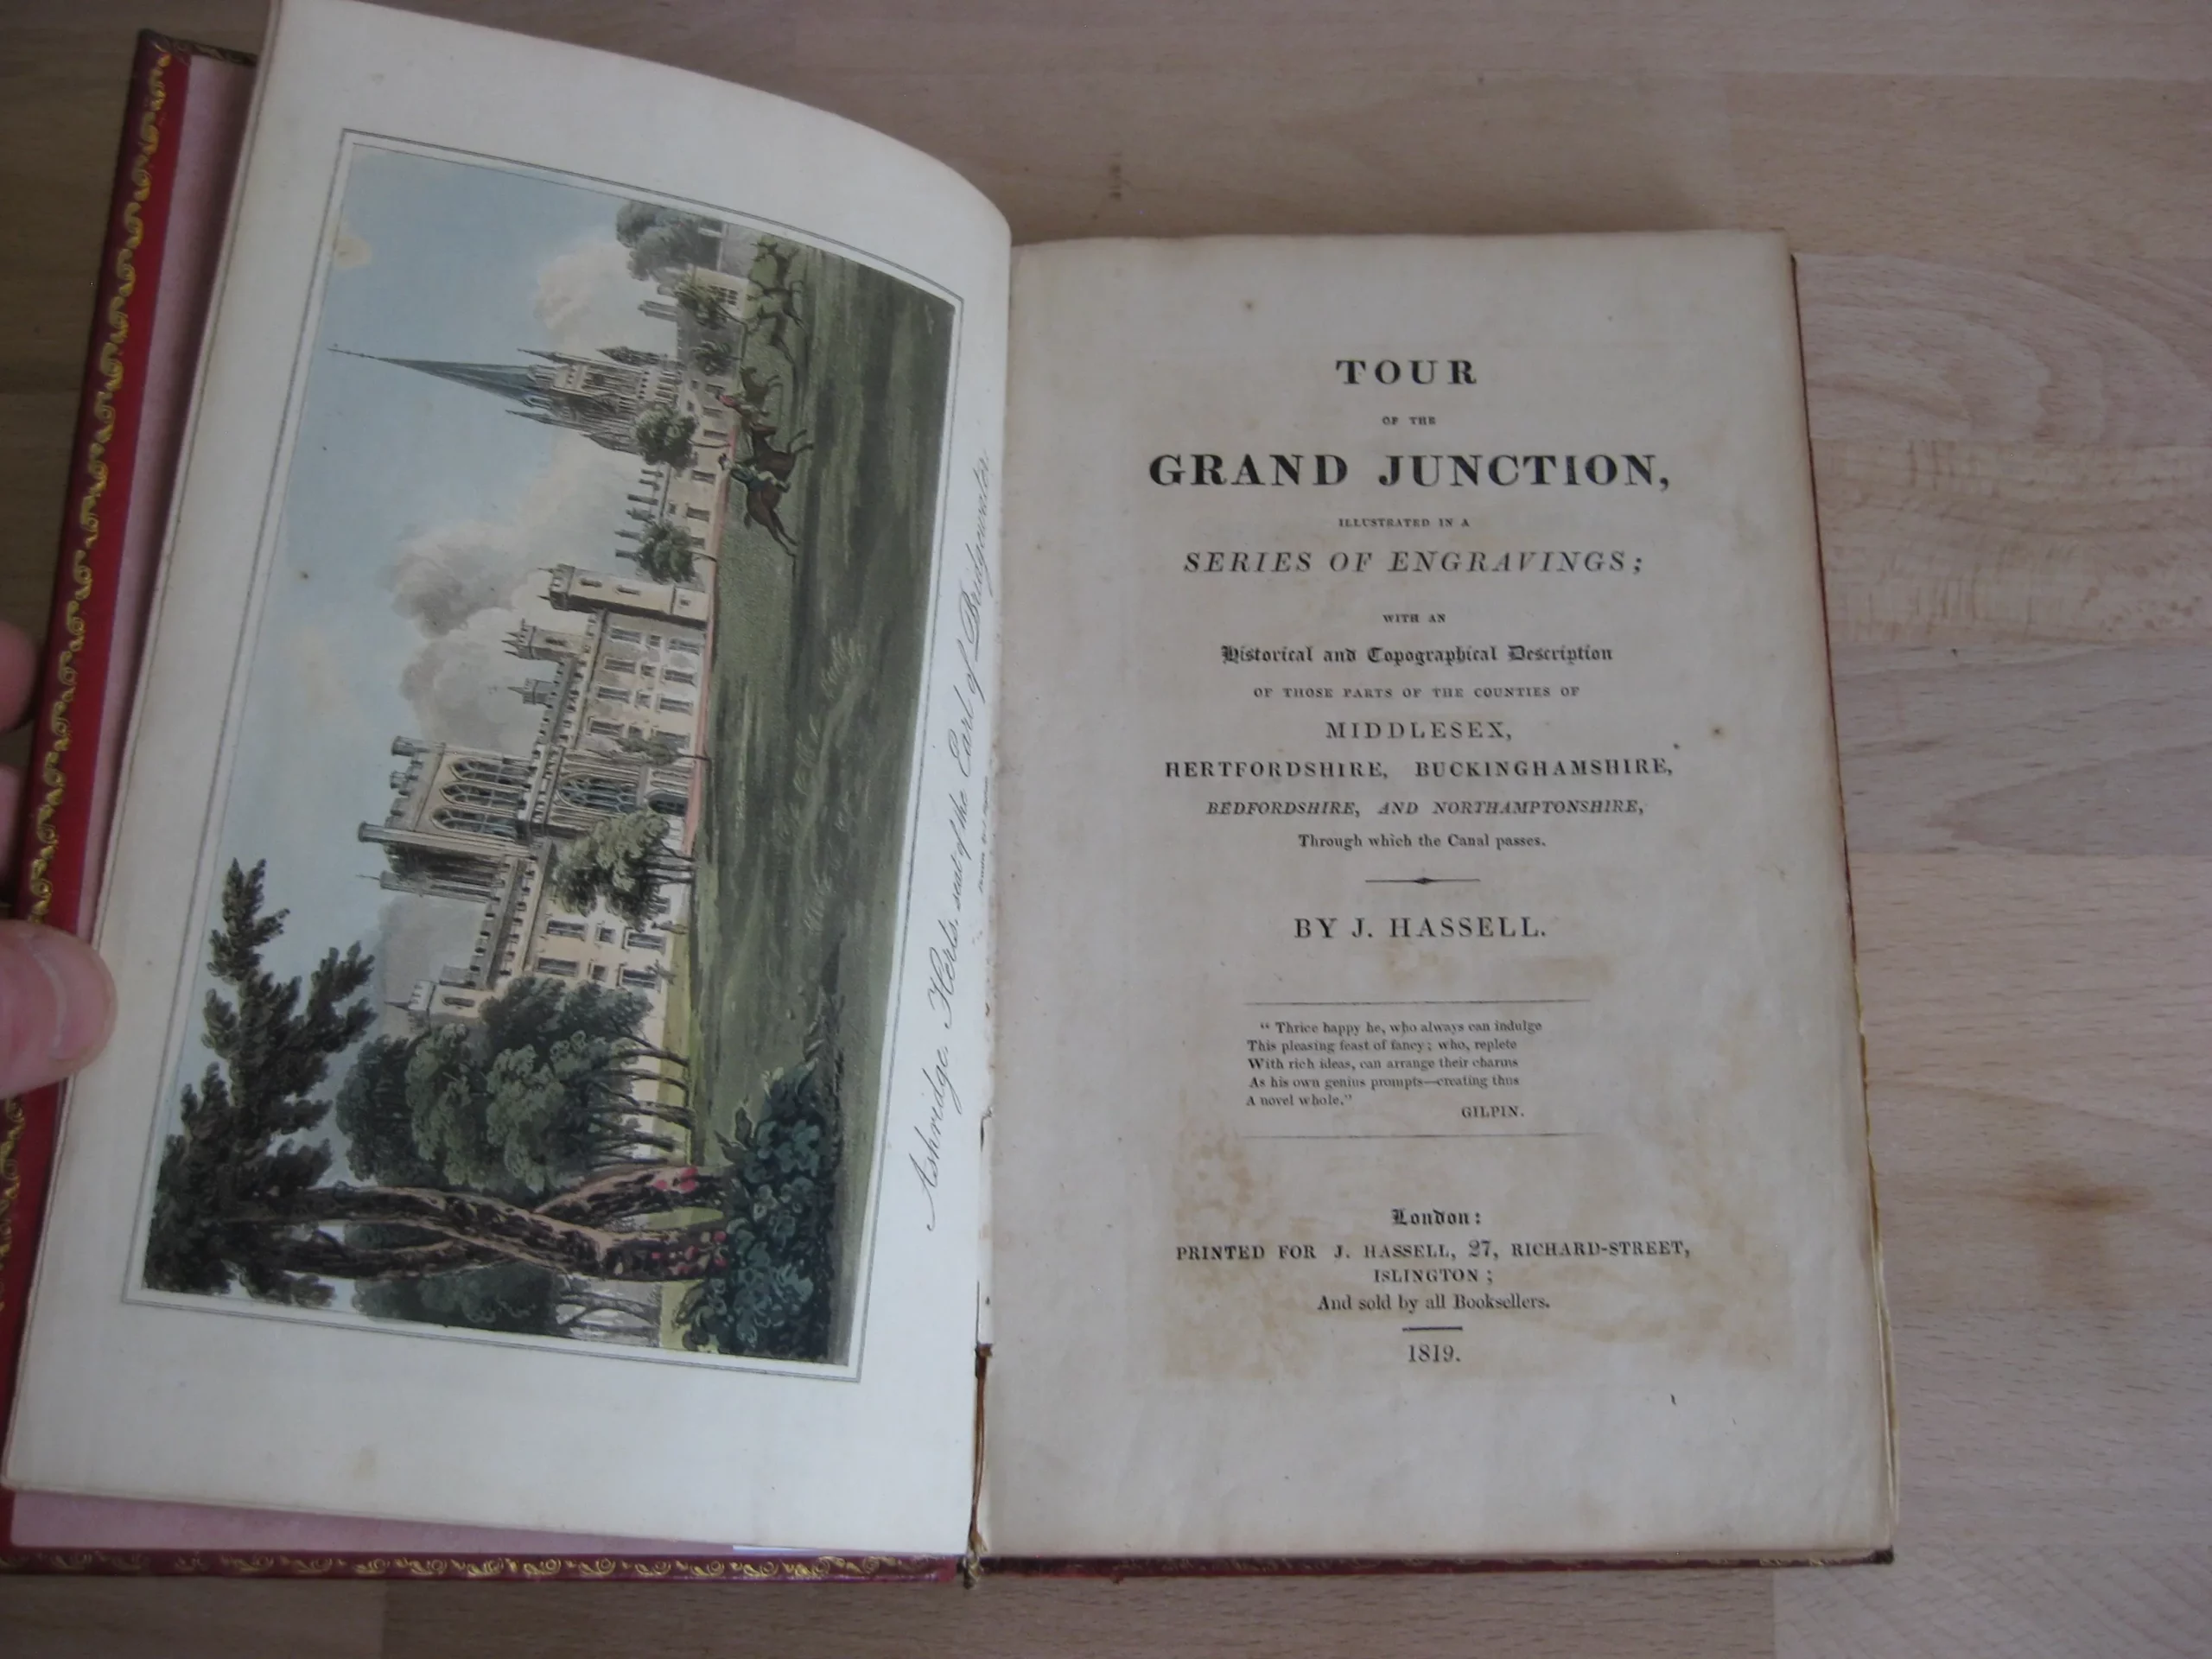 Ashridge. Herts. seat of the Earl of Bridgewater.
TOUR
OF THE
GRAND JUNCTION,
ILLUSTRATED IN A
SERIES OF ENGRAVINGS;
WITH AN
Historical and Topographical Description
OF THOSE PARTS OF THE COUNTIES OF
MIDDLESEX,
HERTFORDSHIRE, BUCKINGHAMSHIRE,
BEDFORDSHIRE, AND NORTHAMPTONSHIRE,
Through which the Canal passes.
BY J. HASSELL.
“ Thrice happy he, who always can indulge
This pleasing feast of fancy; who, replete
With rich ideas, can arrange their charms
As his own genius prompts—creating thus
A novel whole.”
GILPIN.
London:
PRINTED FOR J. HASSELL, 27, RICHARD-STREET,
ISLINGTON;
And sold by all Booksellers.
1819.